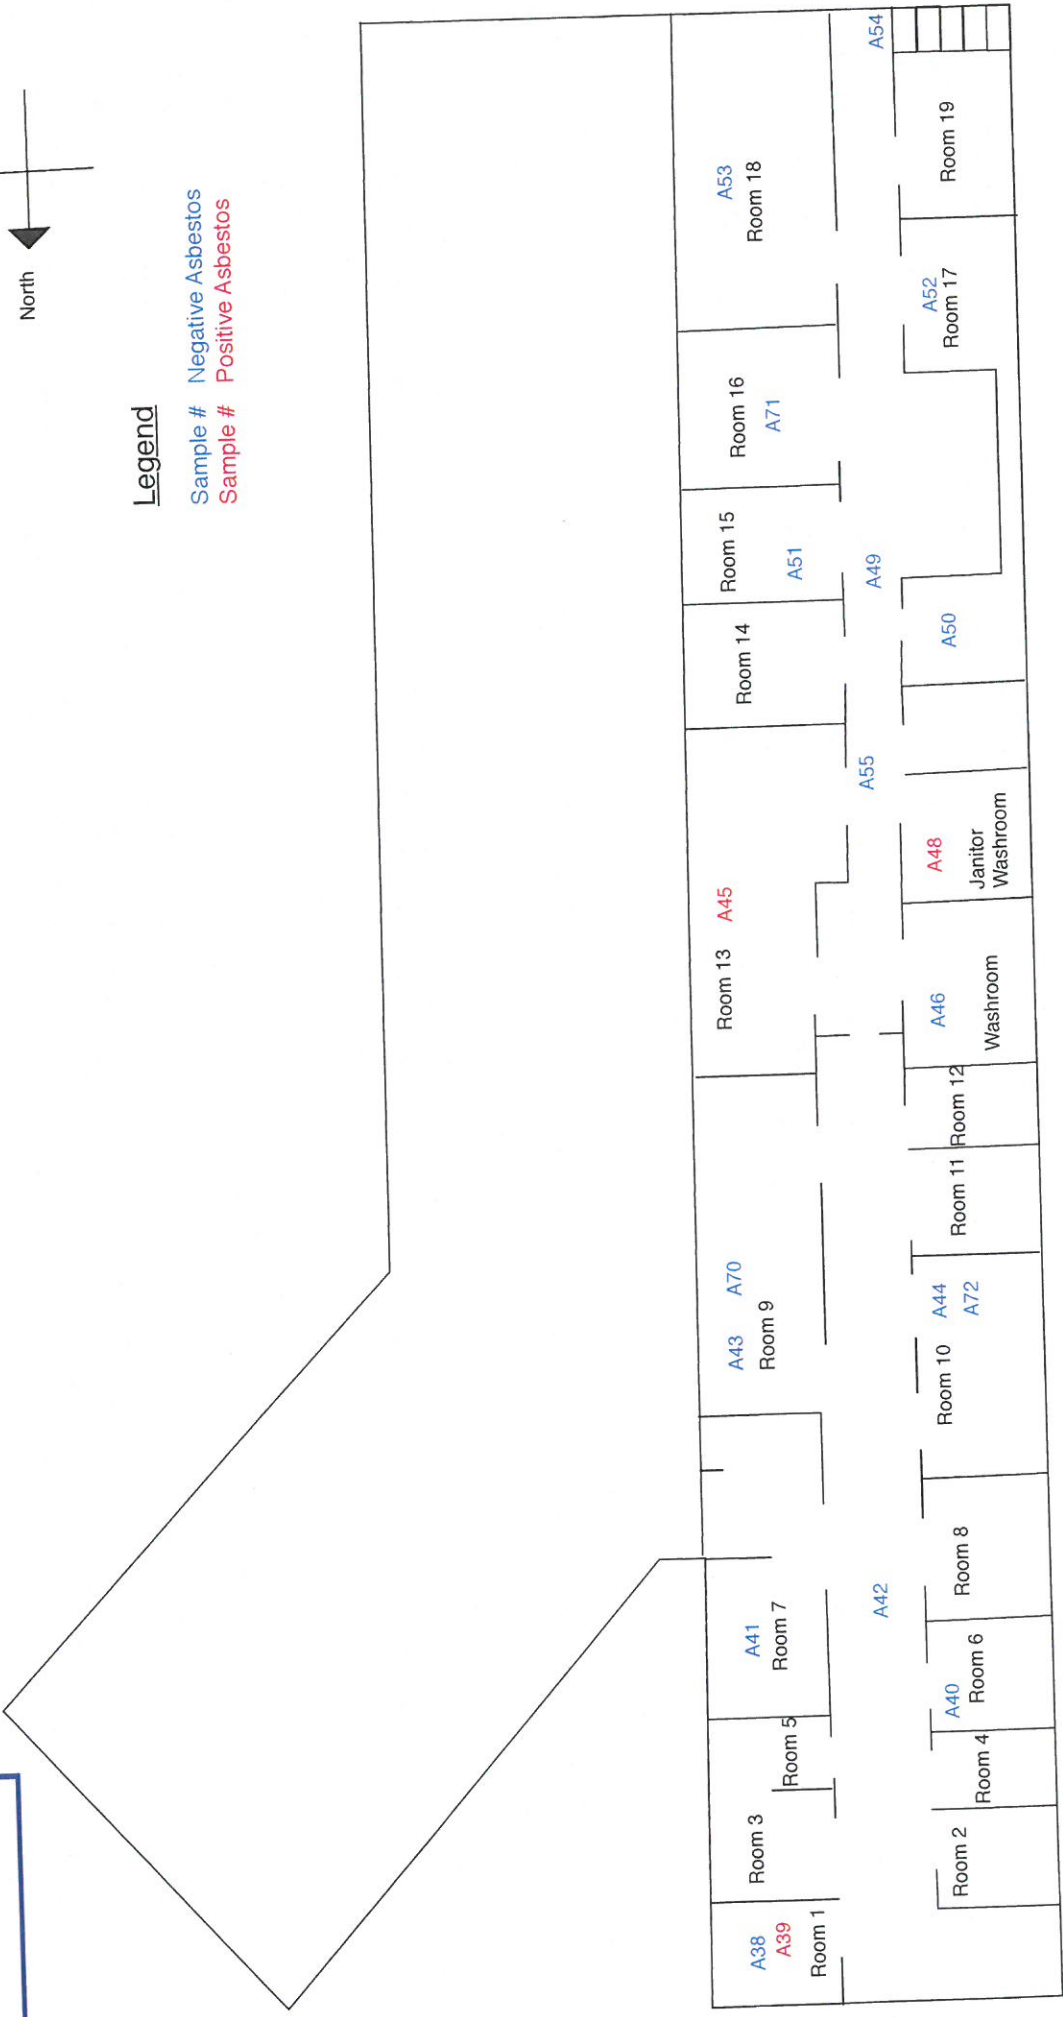 North
Legend
Sample # Negative Asbestos
Sample # Positive Asbestos
A38
A39
Room 1
Room 3
Room 5
A41
Room 7
A43 A70
Room 9
Room 13 A45
Room 14
Room 15
A51
Room 16
A71
A53
Room 18
A42
A55
A49
A54
Room 2
Room 4
A40
Room 6
Room 8
Room 10
A44
A72
Room 11
Room 12
A46
Washroom
A48
Janitor
Washroom
A50
A52
Room 17
Room 19